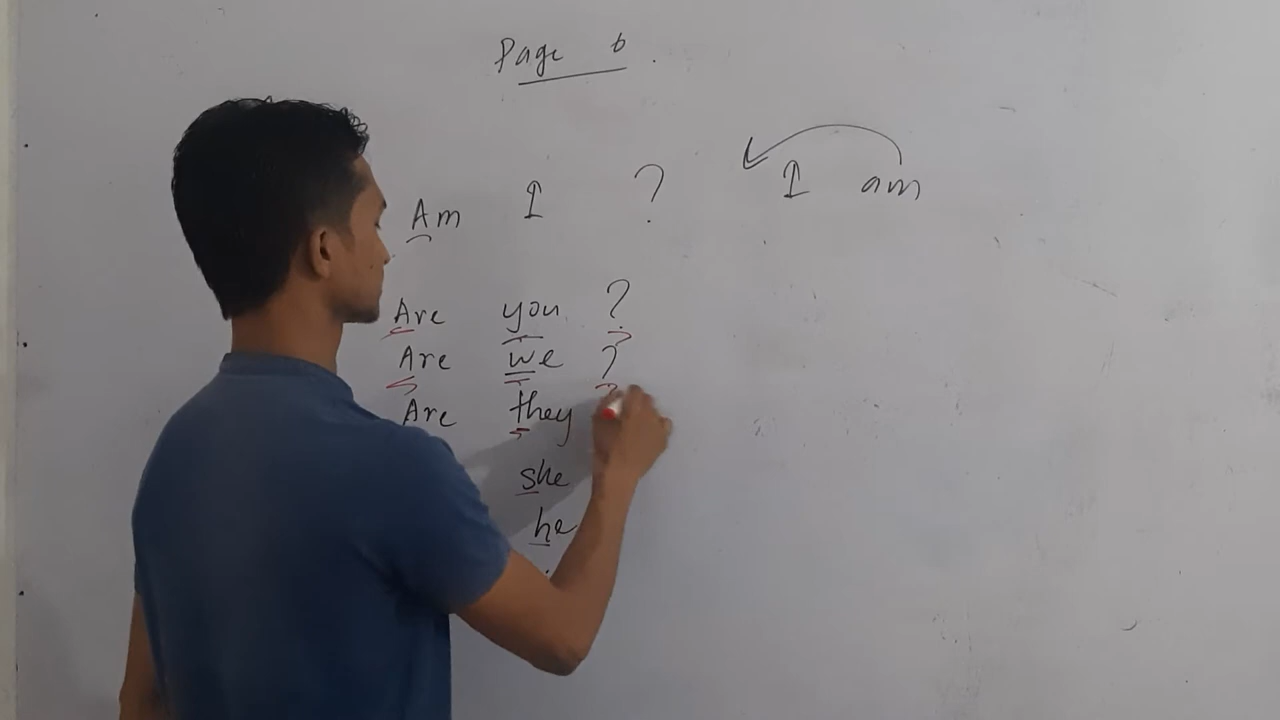 Page 6.
Am I ? I am
Are you ?
Are we ?
Are they
she
he